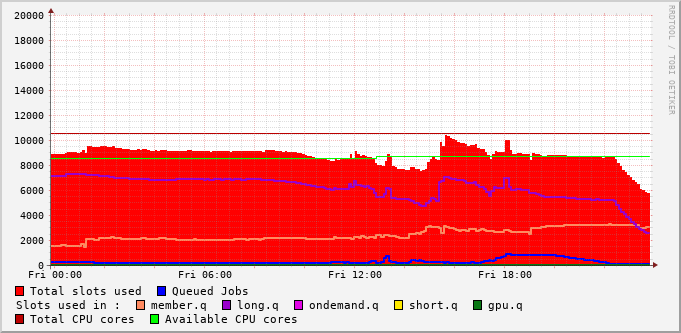 20000
18000
16000
14000
12000
10000
8000
6000
4000
2000
0
Fri 00:00 Fri 06:00 Fri 12:00 Fri 18:00
RRDTOOL / TOBI OETIKER
Total slots used Queued Jobs
Slots used in : member.q long.q ondemand.q short.q gpu.q
Total CPU cores Available CPU cores